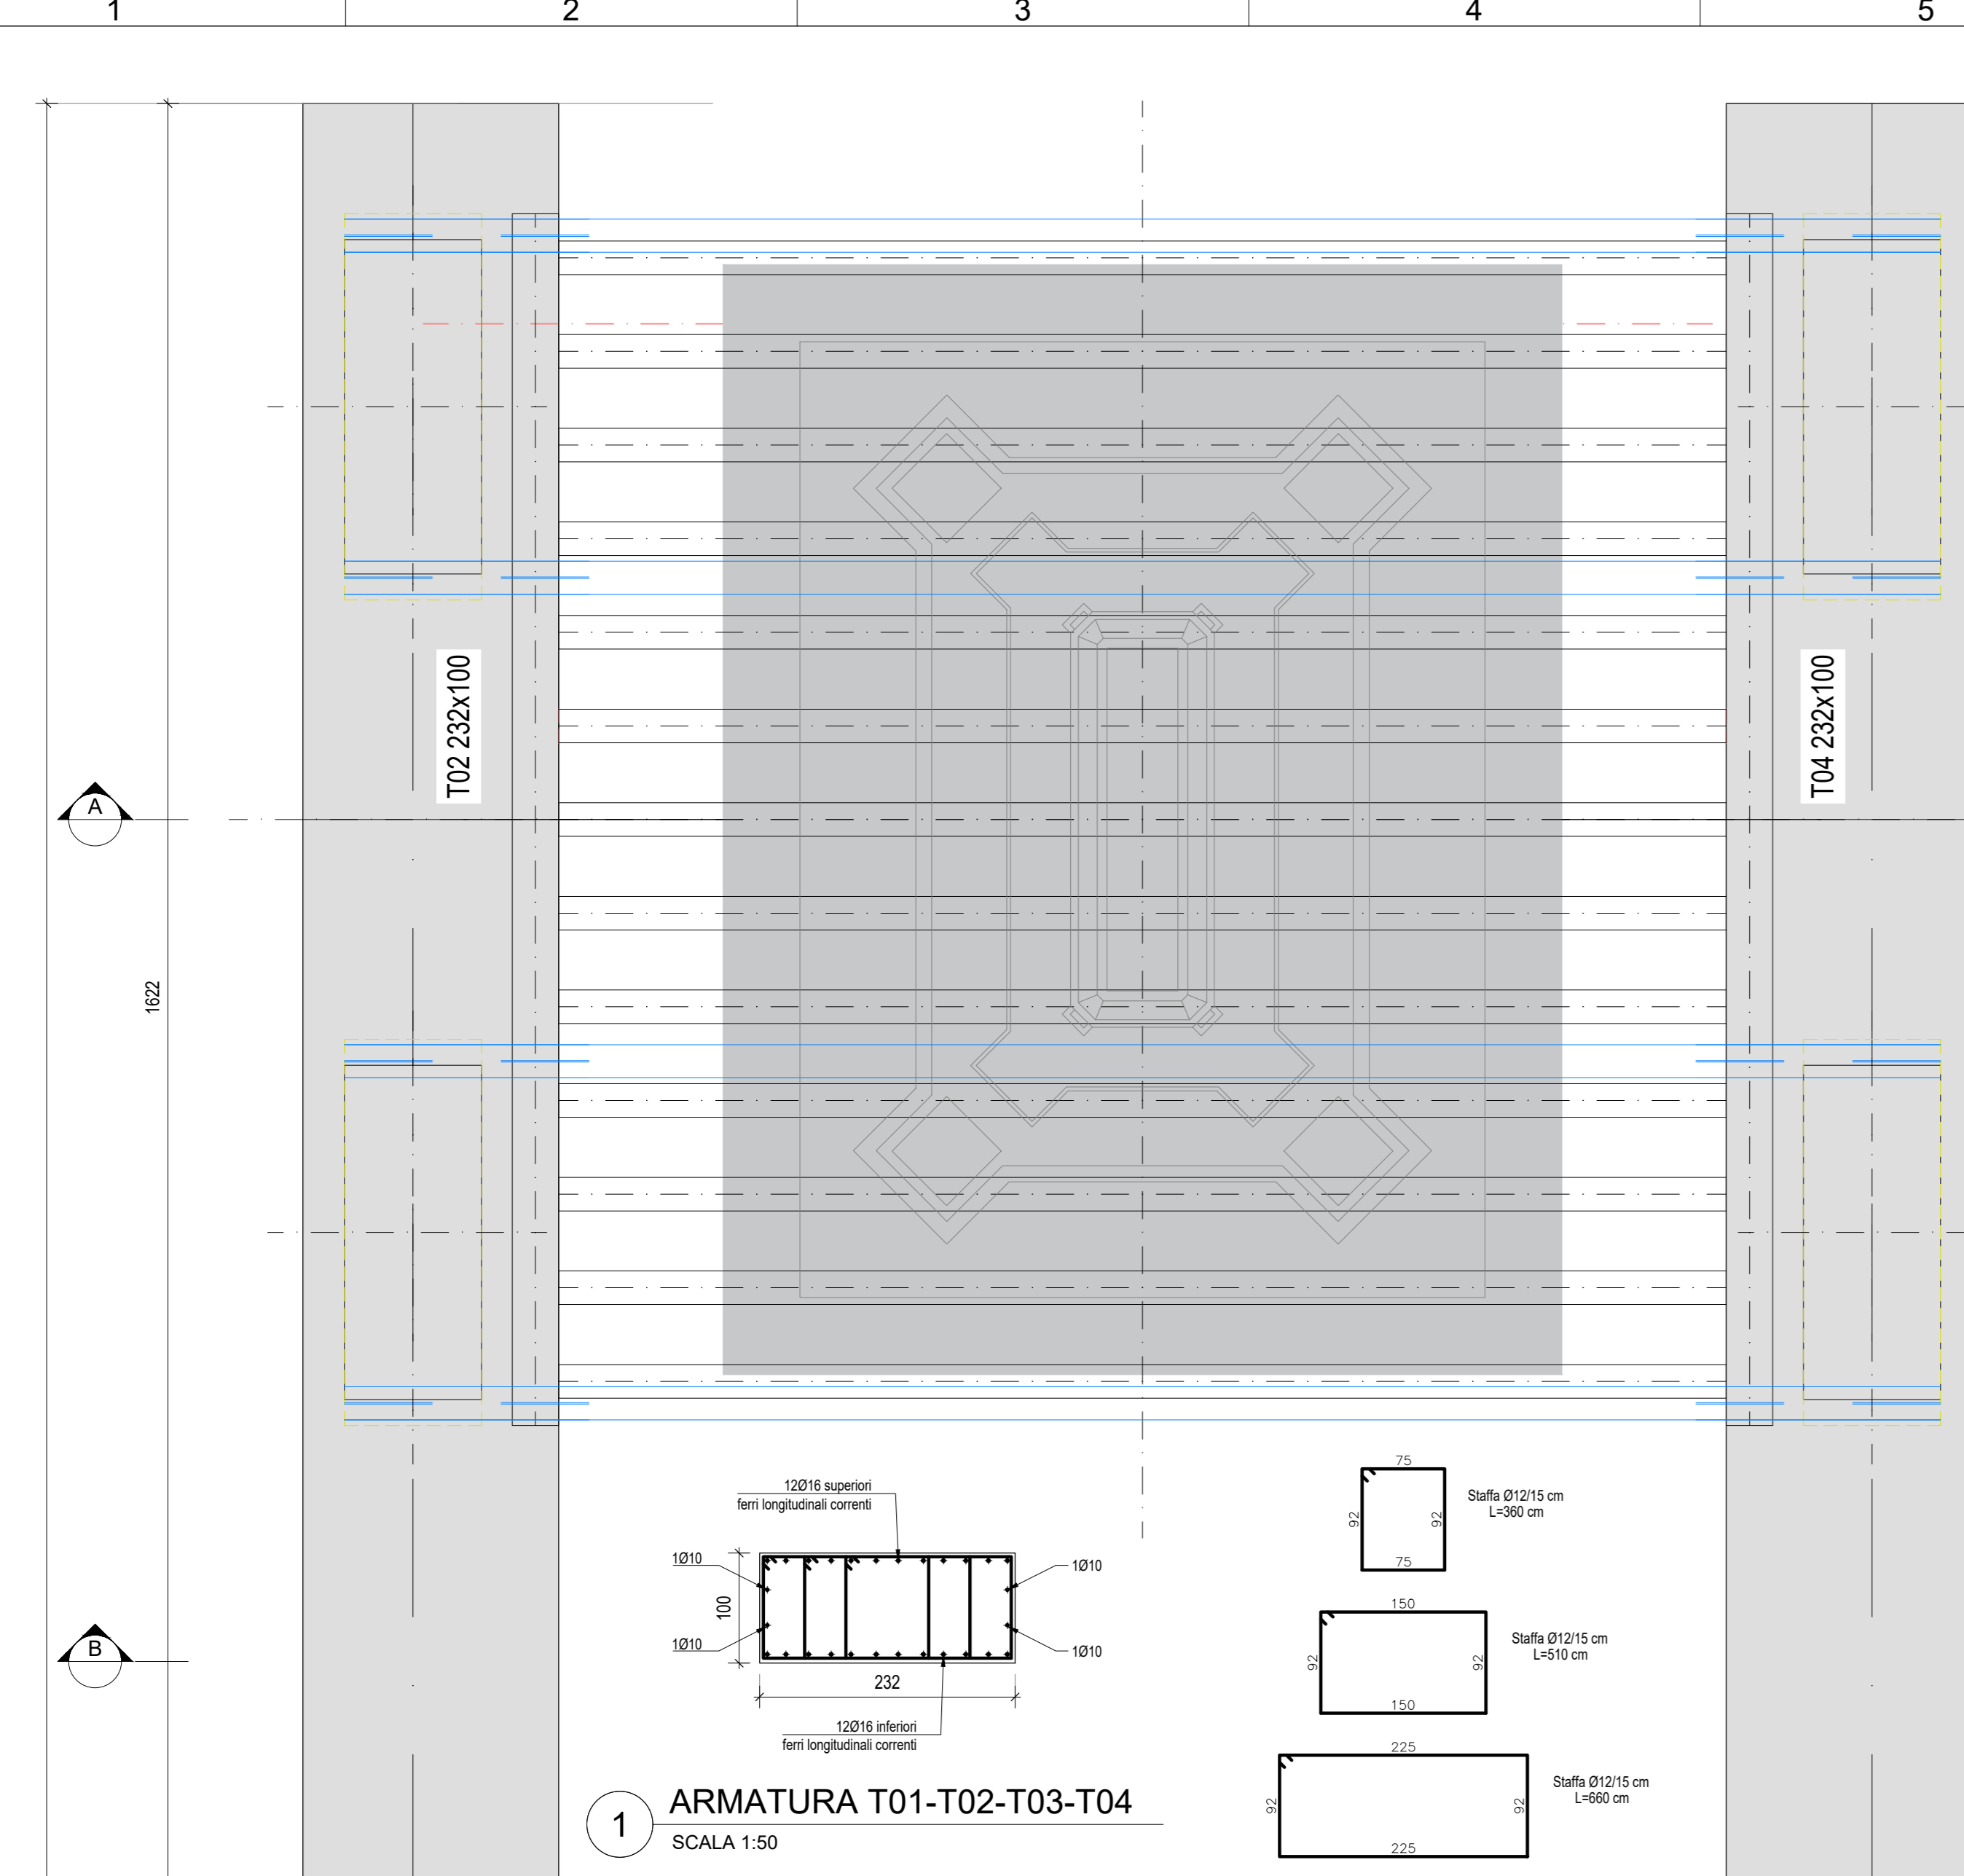 1 2 3 4 5
T02 232x100
T04 232x100
A
1622
B
12Ø16 superiori
ferri longitudinali correnti
1Ø10
1Ø10
100
1Ø10
1Ø10
232
12Ø16 inferiori
ferri longitudinali correnti
1
ARMATURA T01-T02-T03-T04
SCALA 1:50
75
92
92
75
Staffa Ø12/15 cm
L=360 cm
150
92
92
150
Staffa Ø12/15 cm
L=510 cm
225
92
92
225
Staffa Ø12/15 cm
L=660 cm